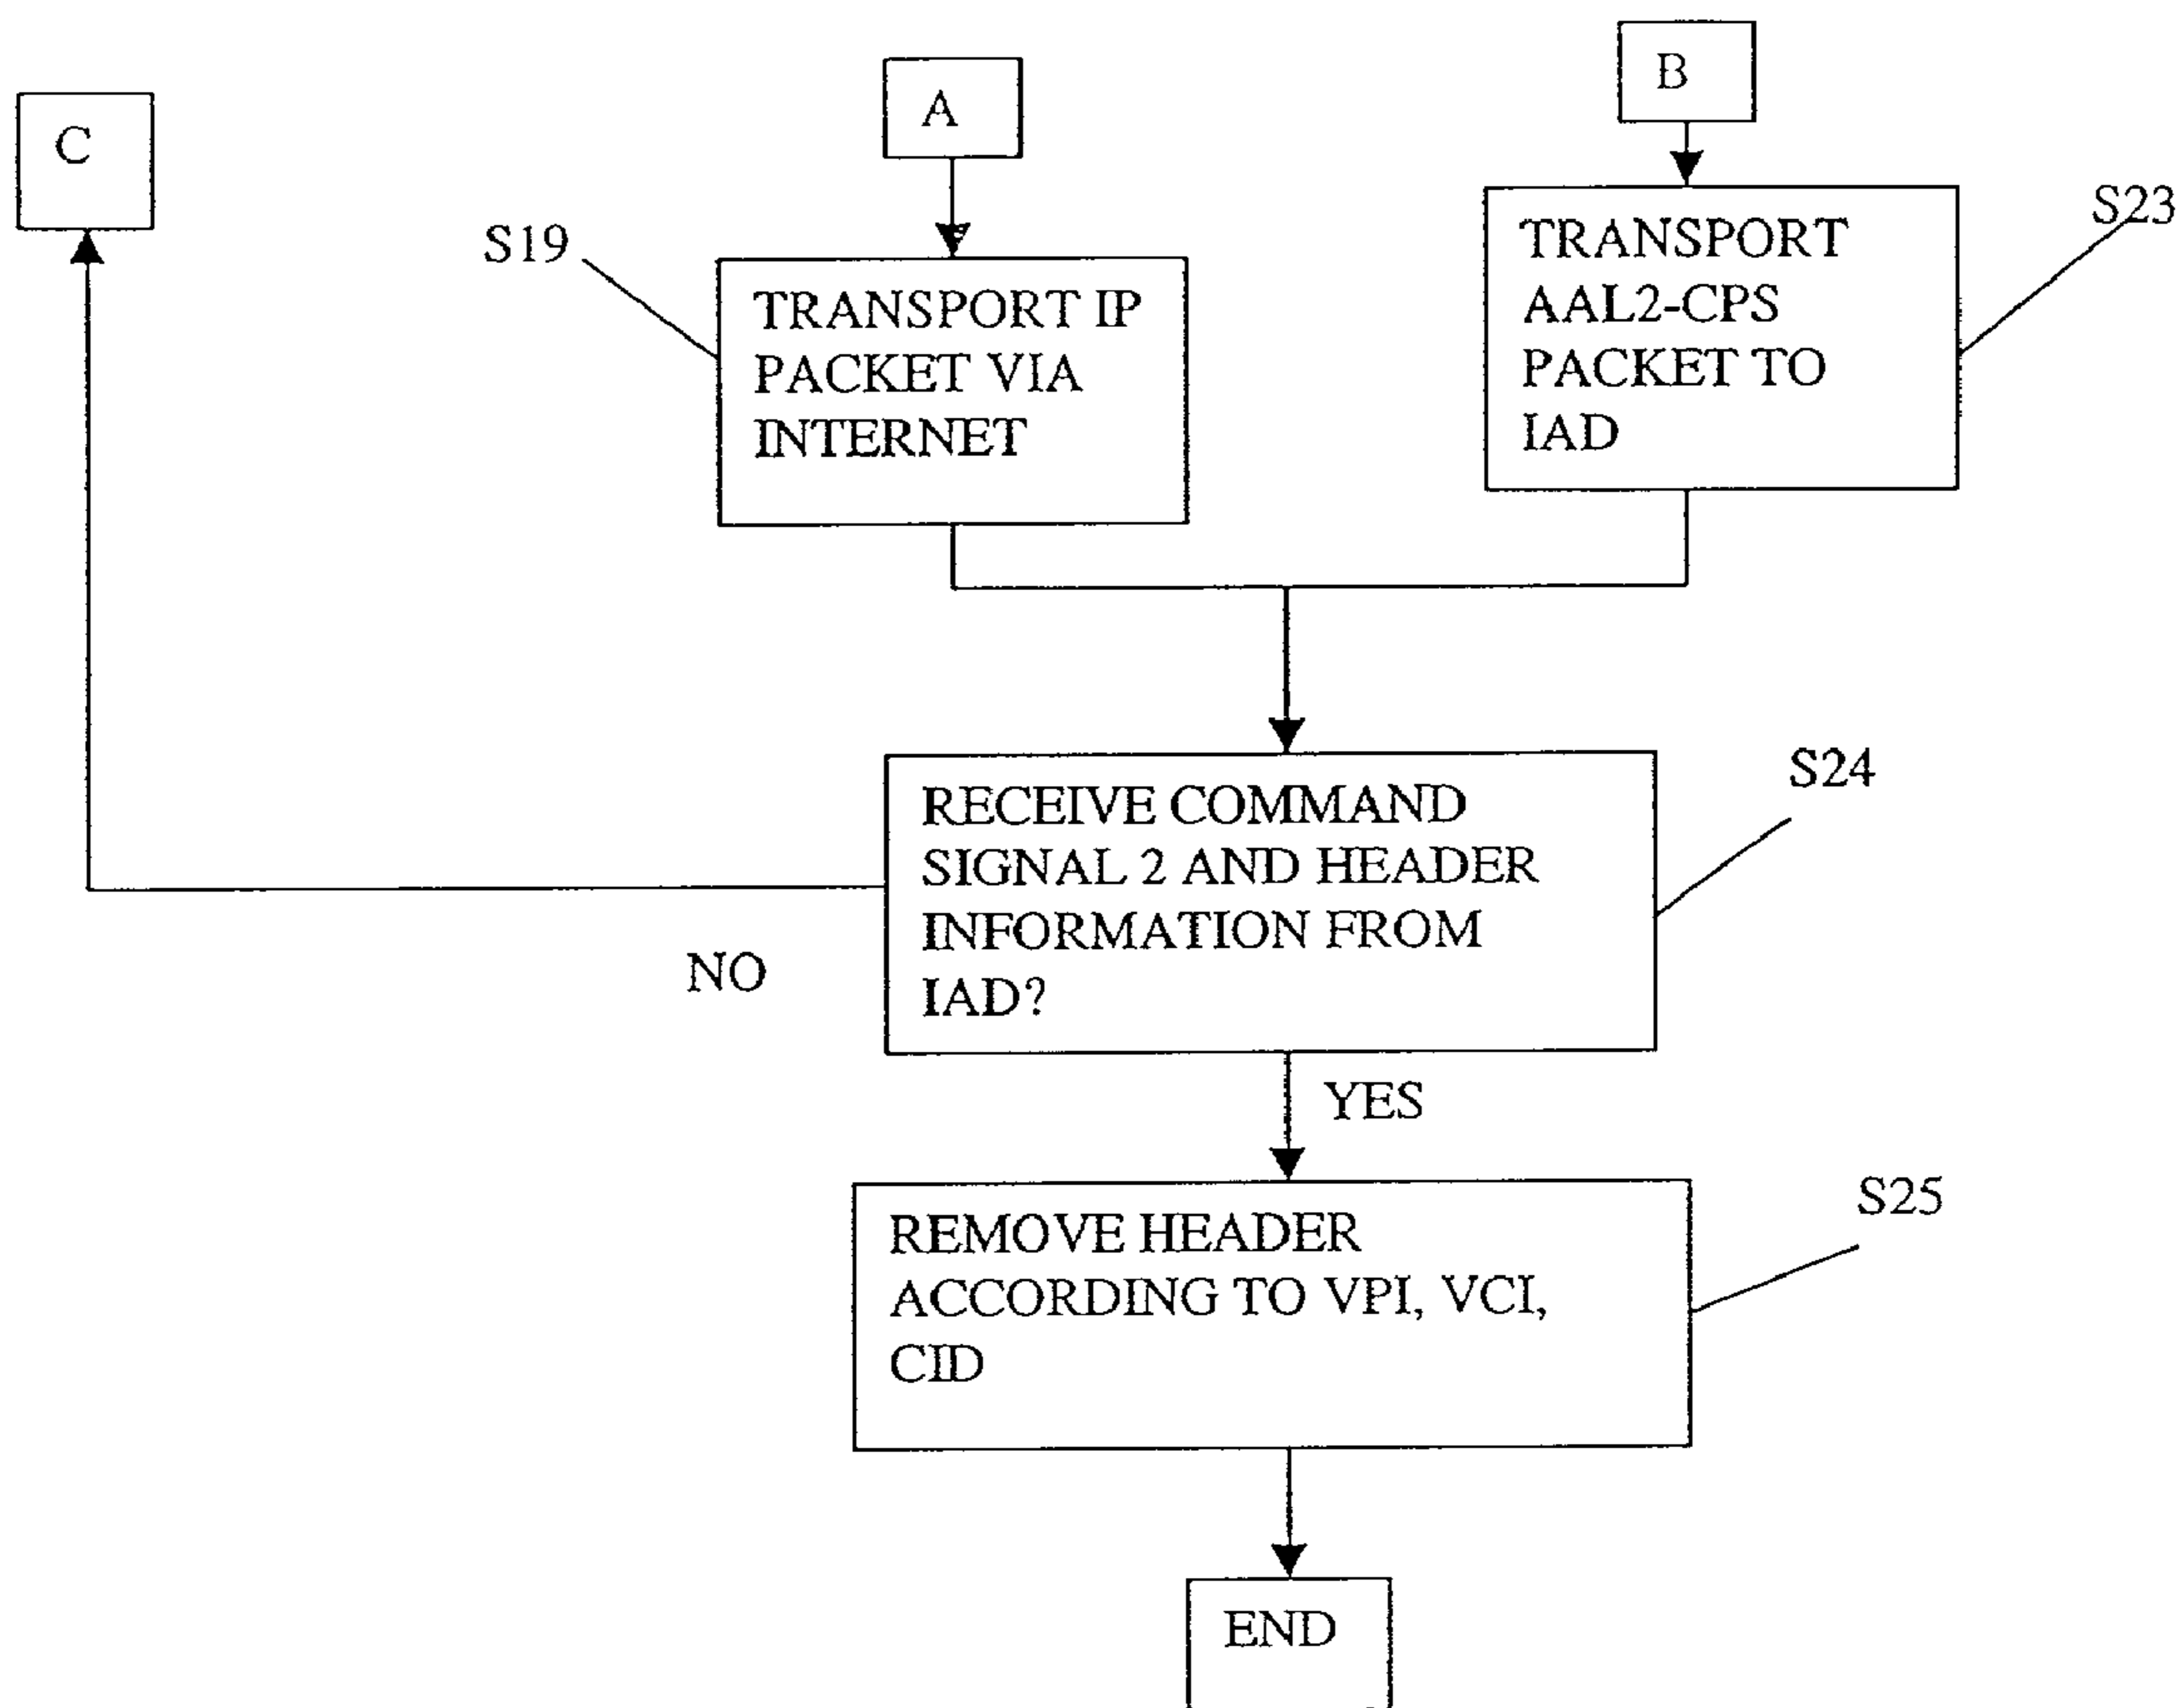 C
A
B
S19
TRANSPORT IP
PACKET VIA
INTERNET
S23
TRANSPORT
AAL2-CPS
PACKET TO
IAD
S24
RECEIVE COMMAND
SIGNAL 2 AND HEADER
INFORMATION FROM
IAD?
NO
YES
S25
REMOVE HEADER
ACCORDING TO VPI, VCI,
CID
END